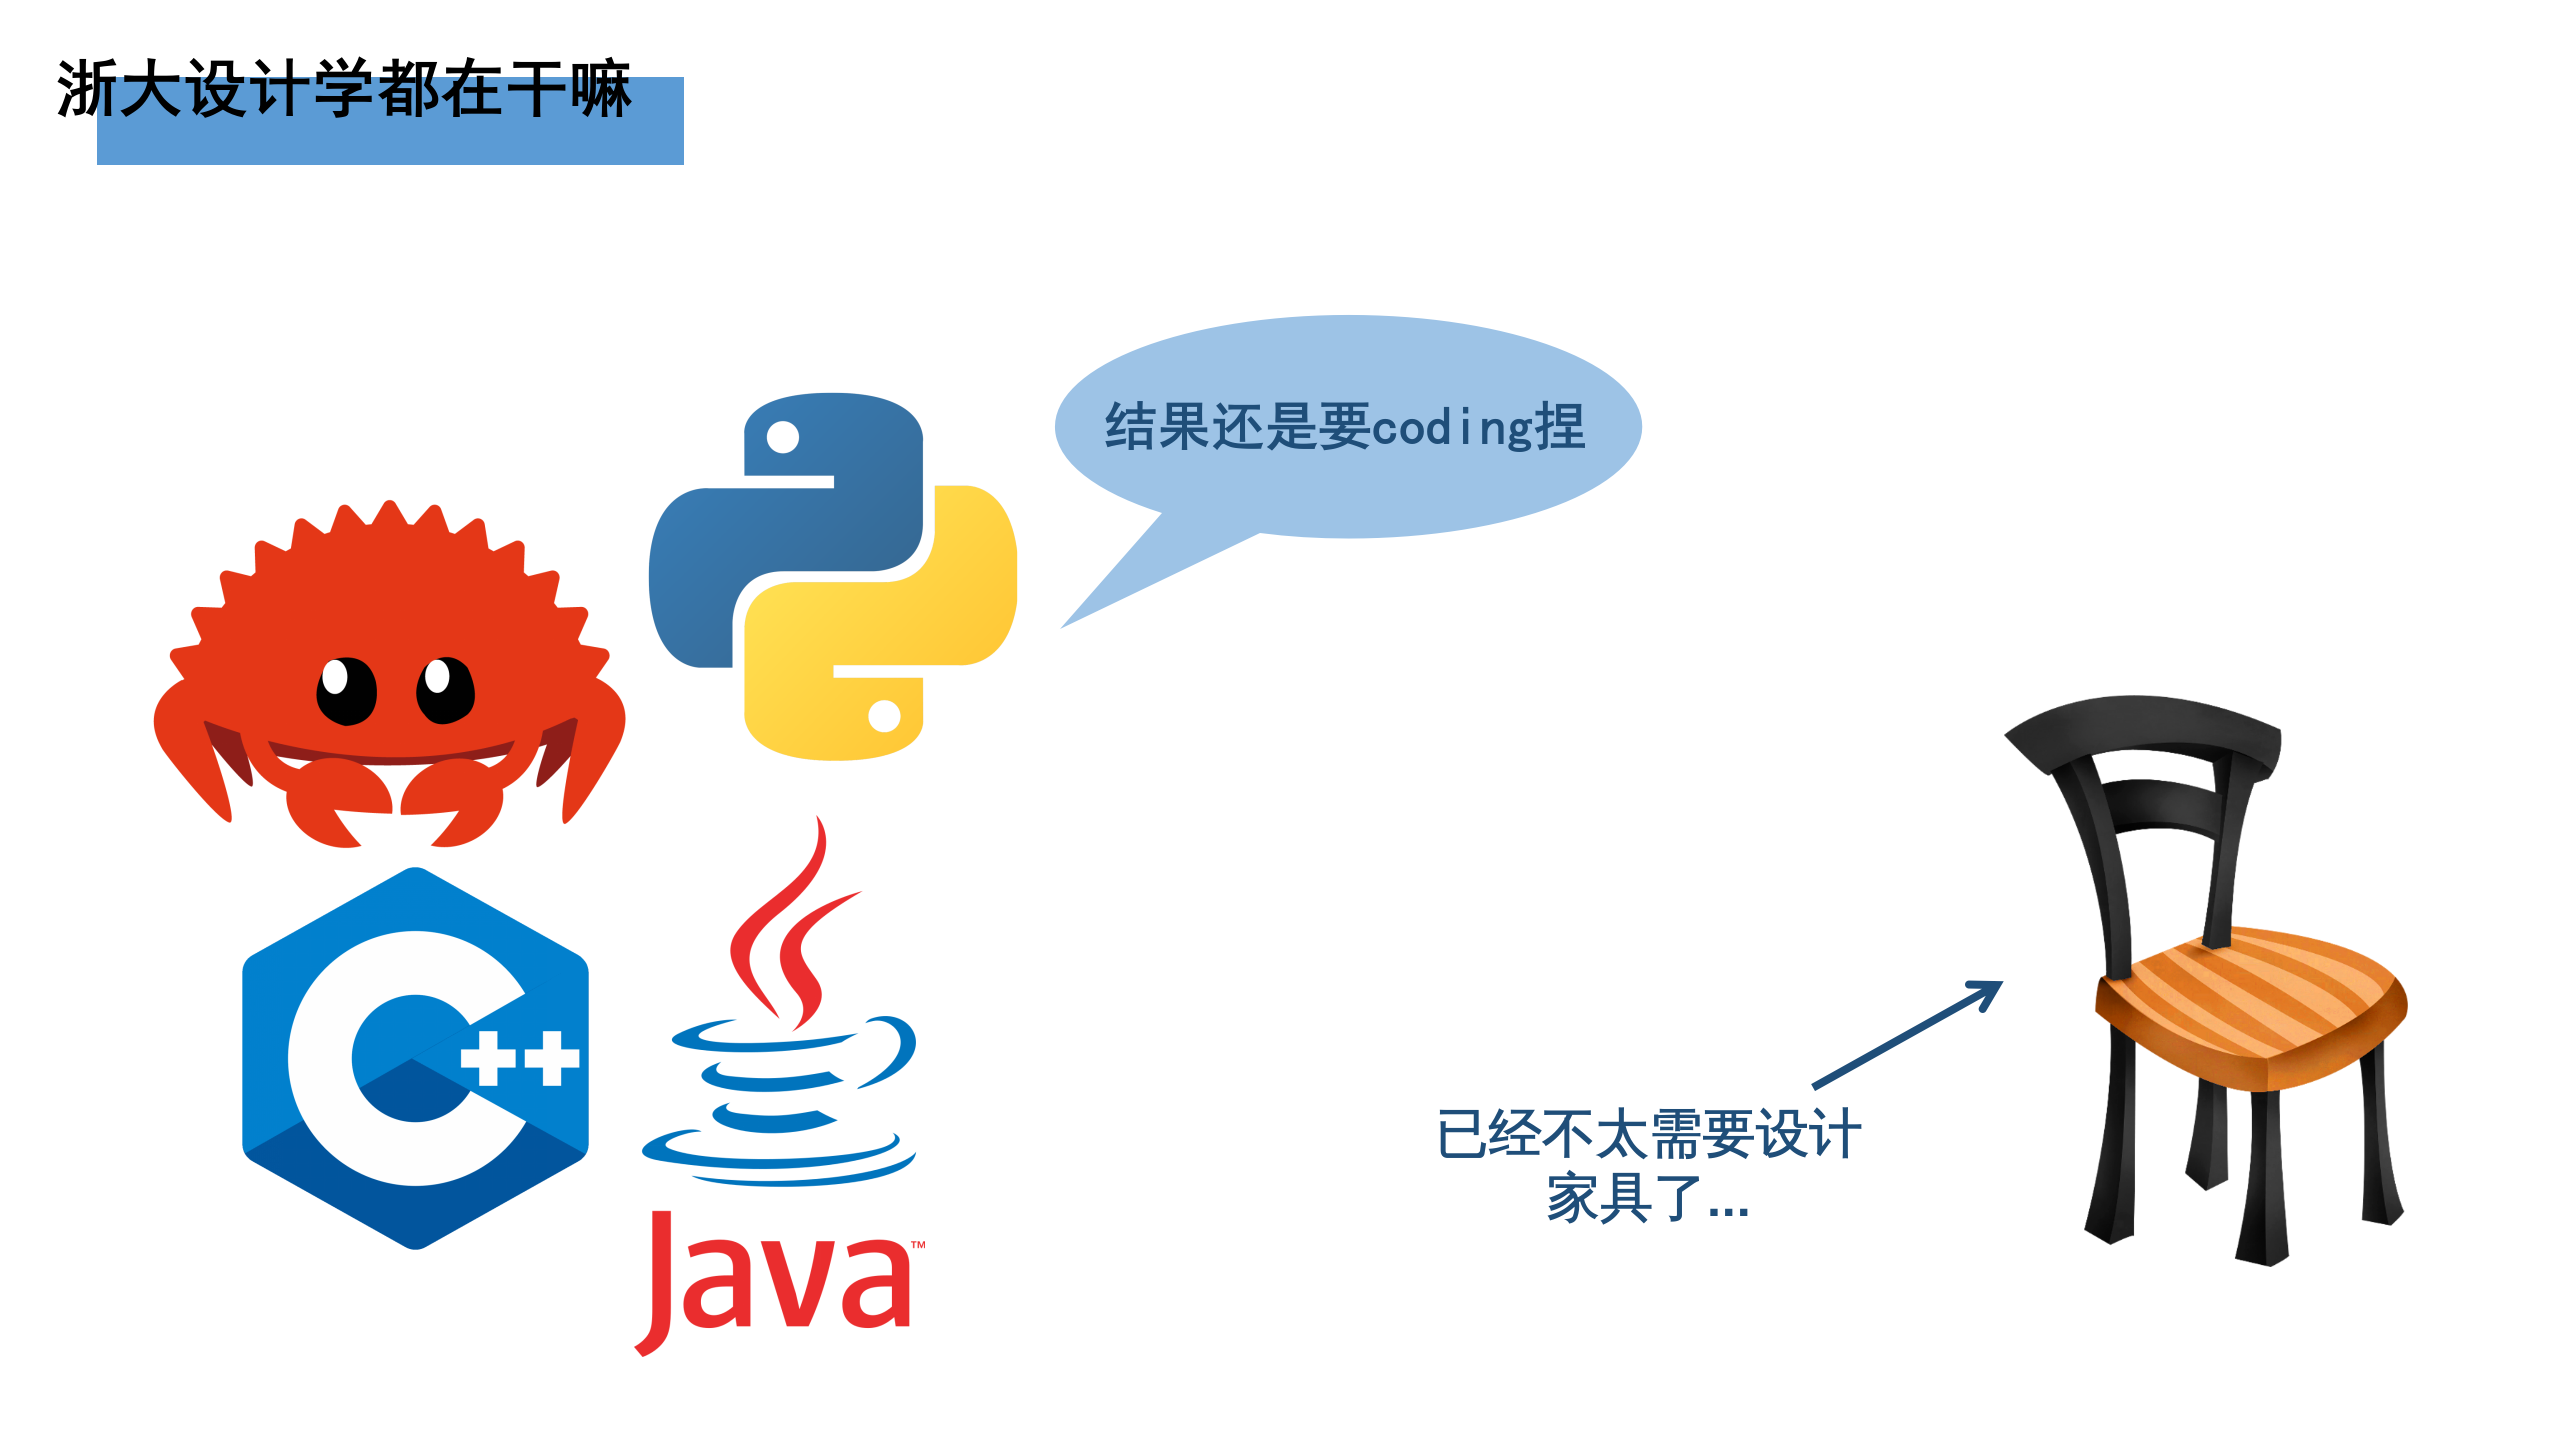 浙大设计学都在干嘛
结果还是要coding捏
C++
Java™
已经不太需要设计
家具了...